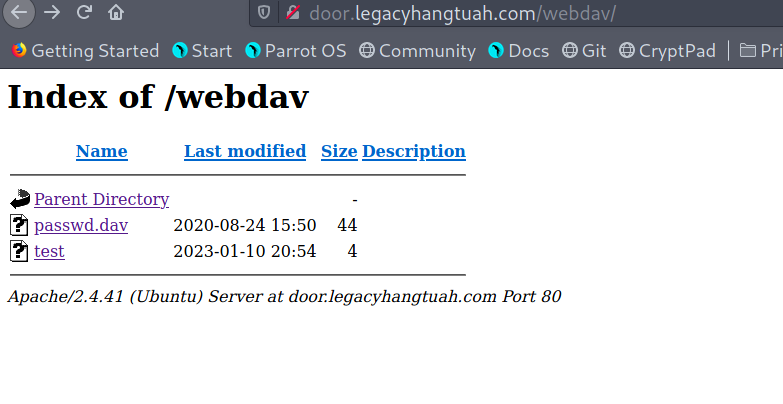 door.legacyhangtuah.com/webdav/
Getting Started Start Parrot OS Community Docs Git CryptPad Pri
Index of /webdav
Name Last modified Size Description
Parent Directory -
passwd.dav 2020-08-24 15:50 44
test 2023-01-10 20:54 4
Apache/2.4.41 (Ubuntu) Server at door.legacyhangtuah.com Port 80